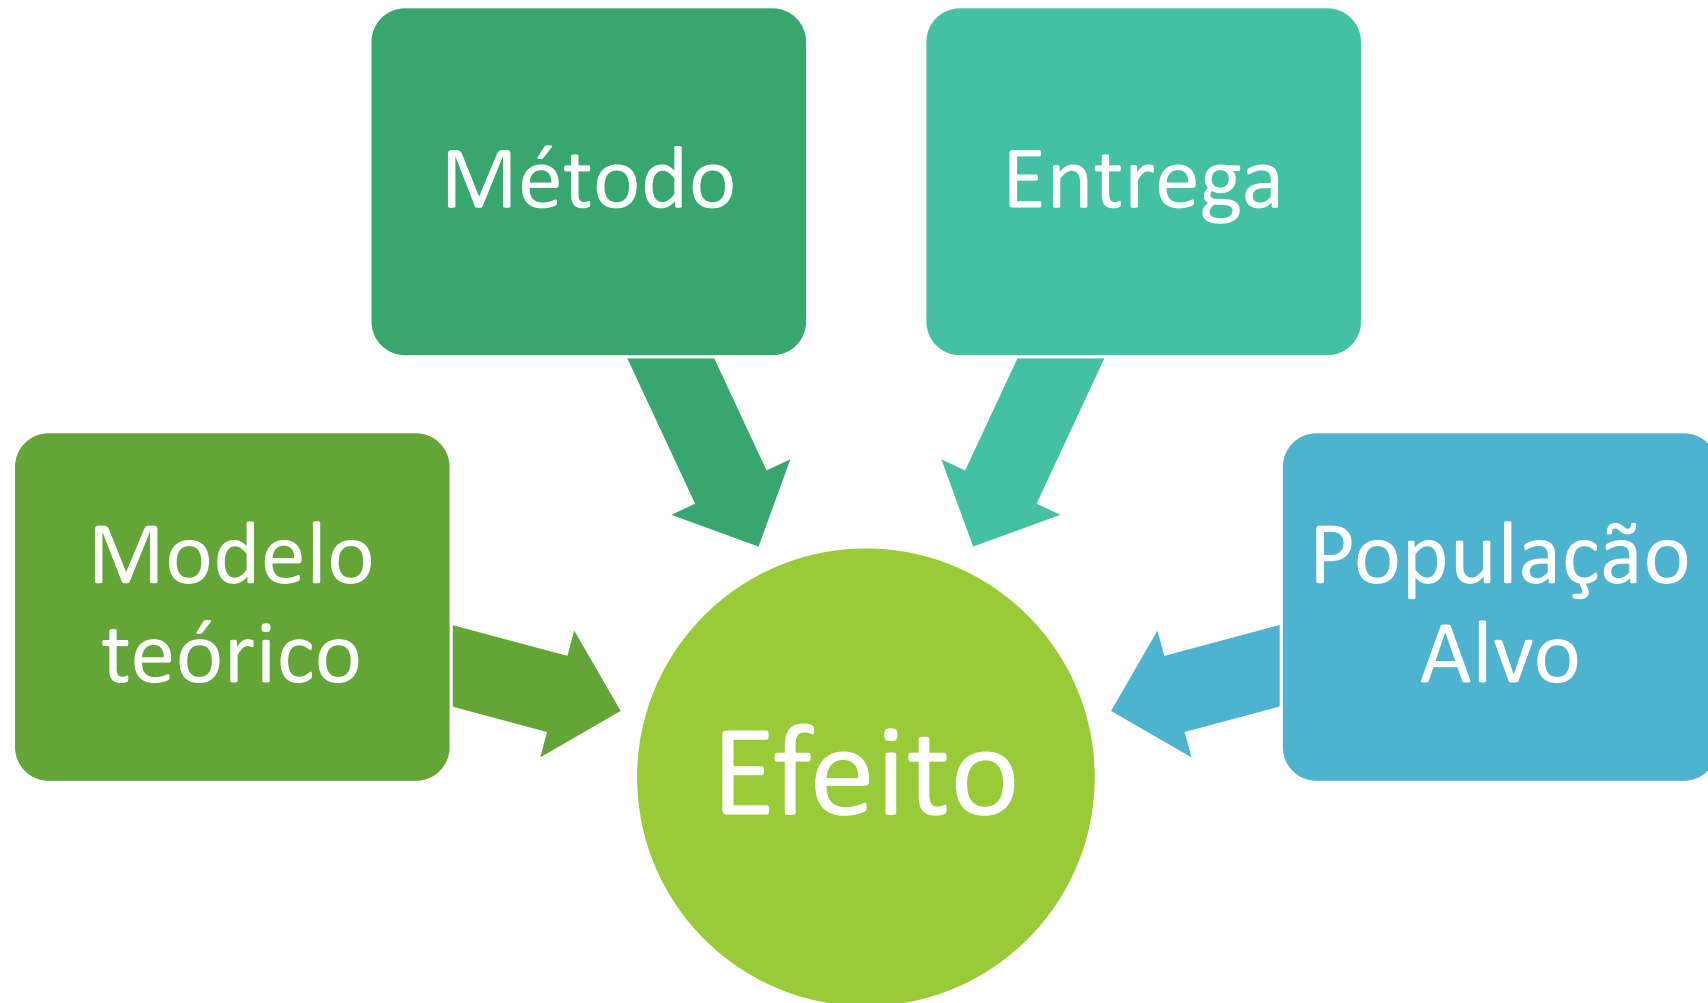 Método
Entrega
Modelo
teórico
População
Alvo
Efeito